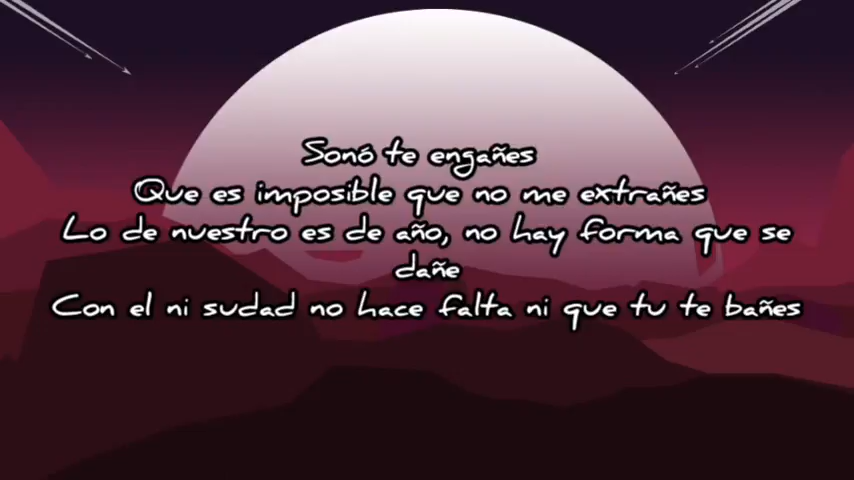 Sonó te engañes
Que es imposible que no me extrañes
Lo de nuestro es de año, no hay forma que se
dañe
Con el ni sudad no hace falta ni que tu te bañes